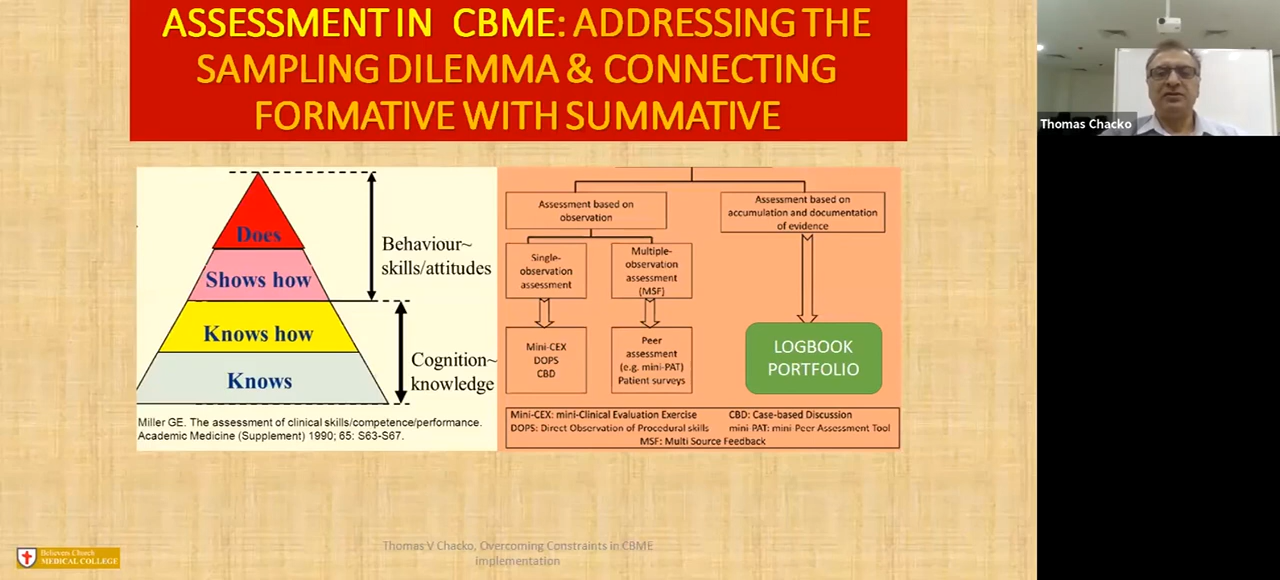 ASSESSMENT IN CBME: ADDRESSING THE
SAMPLING DILEMMA & CONNECTING
FORMATIVE WITH SUMMATIVE
Thomas Chacko
Does
Shows how
Knows how
Knows
Behaviour~
skills/attitudes
Cognition~
knowledge
Miller GE. The assessment of clinical skills/competence/performance.
Academic Medicine (Supplement) 1990; 65: S63-S67.
Assessment based on
observation
Assessment based on
accumulation and documentation
of evidence
Single-
observation
assessment
Multiple-
observation
assessment
(MSF)
Mini-CEX
DOPS
CBD
Peer
assessment
(e.g. mini-PAT)
Patient surveys
LOGBOOK
PORTFOLIO
Mini-CEX: mini-Clinical Evaluation Exercise CBD: Case-based Discussion
DOPS: Direct Observation of Procedural skills mini PAT: mini Peer Assessment Tool
MSF: Multi Source Feedback
Believers Church
MEDICAL COLLEGE
Thomas V Chacko, Overcoming Constraints in CBME
implementation